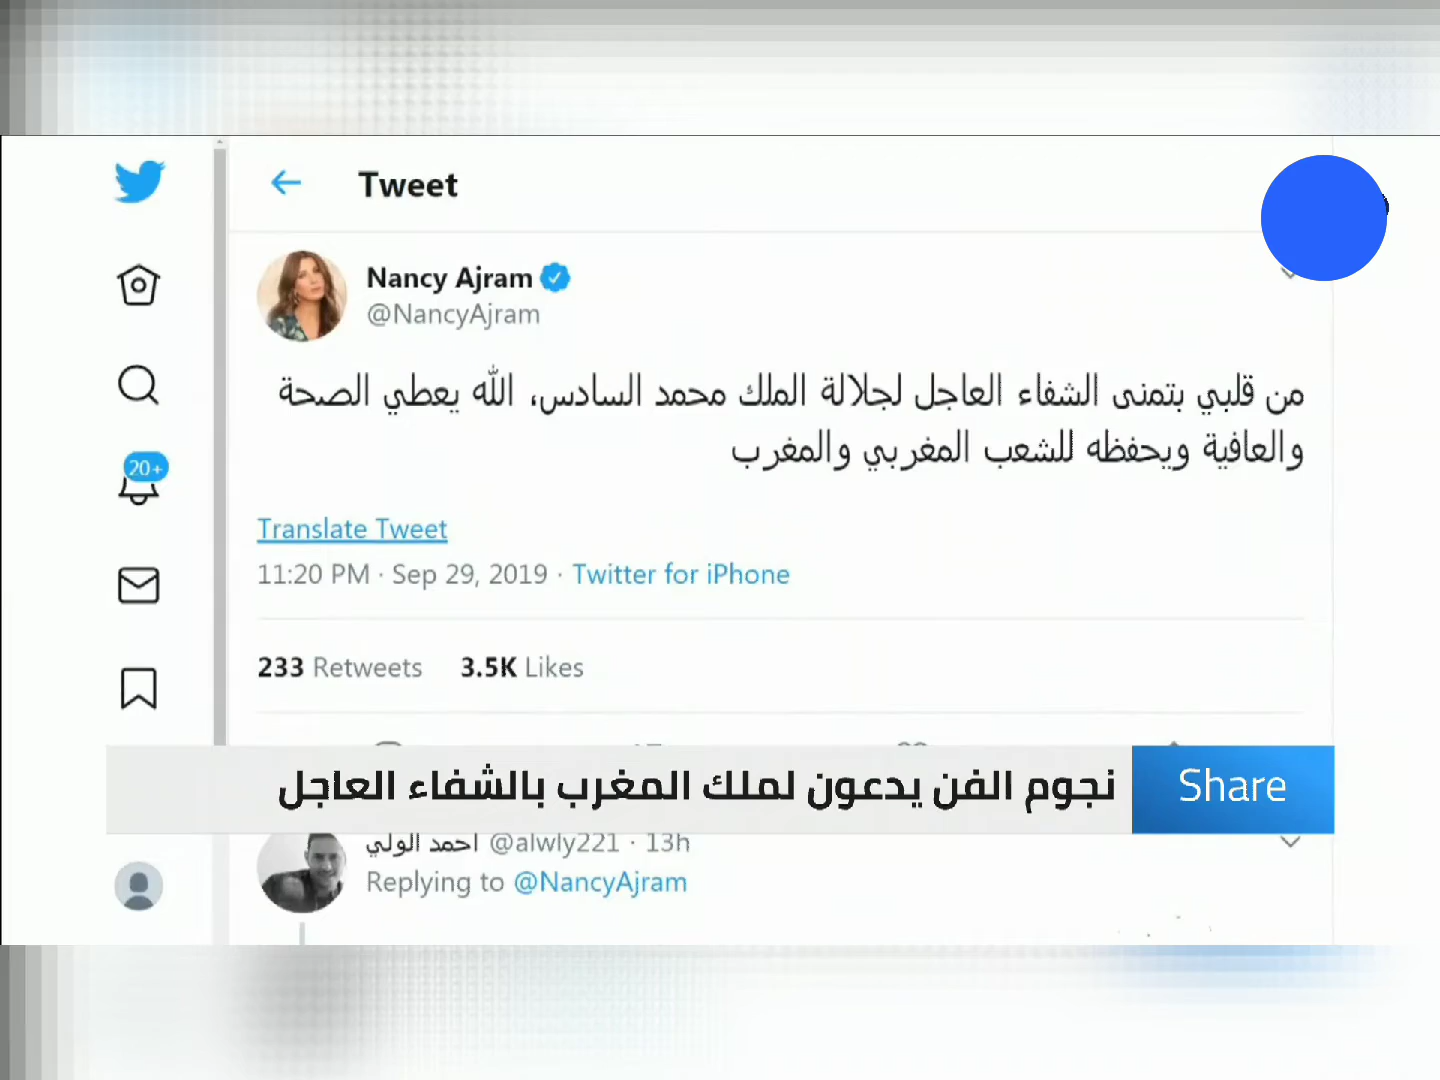 Tweet
Nancy Ajram
@NancyAjram
من قلبي بتمنى الشفاء العاجل لجلالة الملك محمد السادس، الله يعطي الصحة
والعافية ويحفظه للشعب المغربي والمغرب
20+
Translate Tweet
11:20 PM · Sep 29, 2019 · Twitter for iPhone
233 Retweets 3.5K Likes
نجوم الفن يدعون لملك المغرب بالشفاء العاجل
Share
احمد الولي @alwly221 · 13h
Replying to @NancyAjram